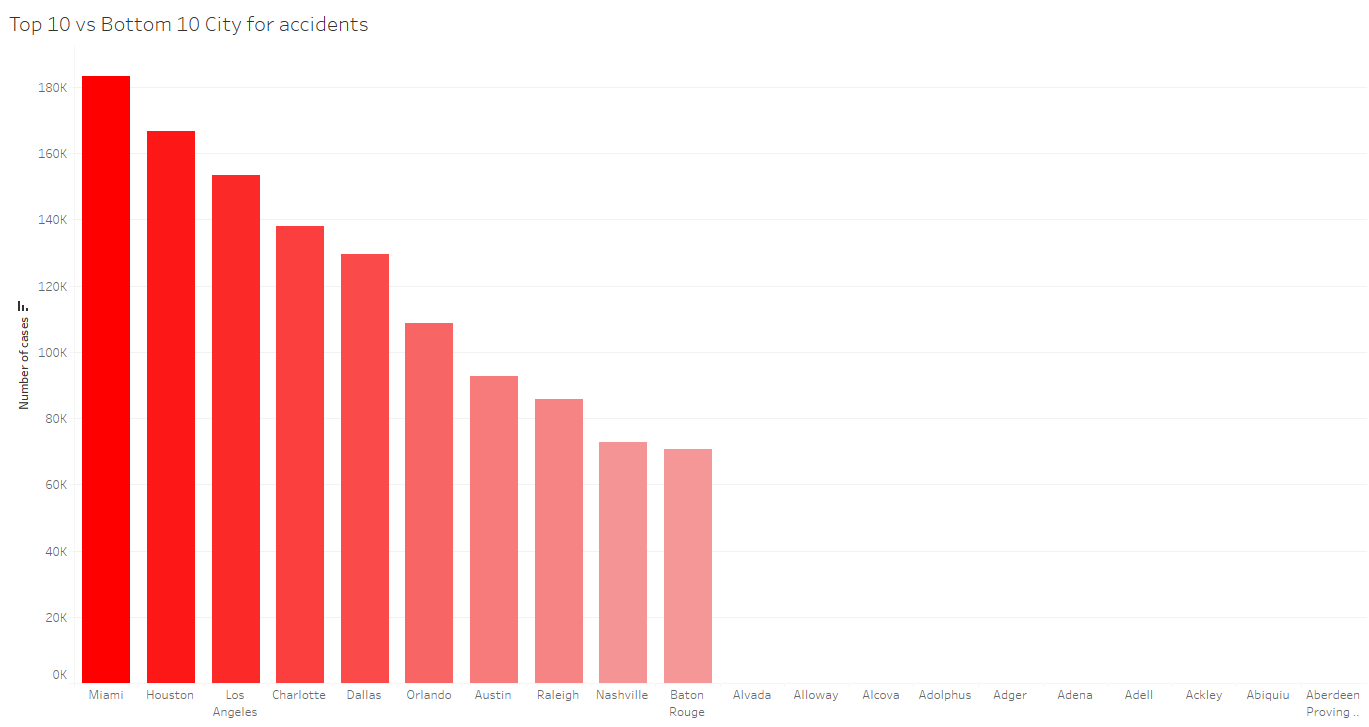 Top 10 vs Bottom 10 City for accidents
180K
160K
140K
120K
100K
80K
60K
40K
20K
0K
Number of cases
Miami Houston Los Charlotte Dallas Orlando Austin Raleigh Nashville Baton Alvada Alloway Alcova Adolphus Adger Adena Adell Ackley Abiquiu Aberdeen
Angeles Rouge Proving ..